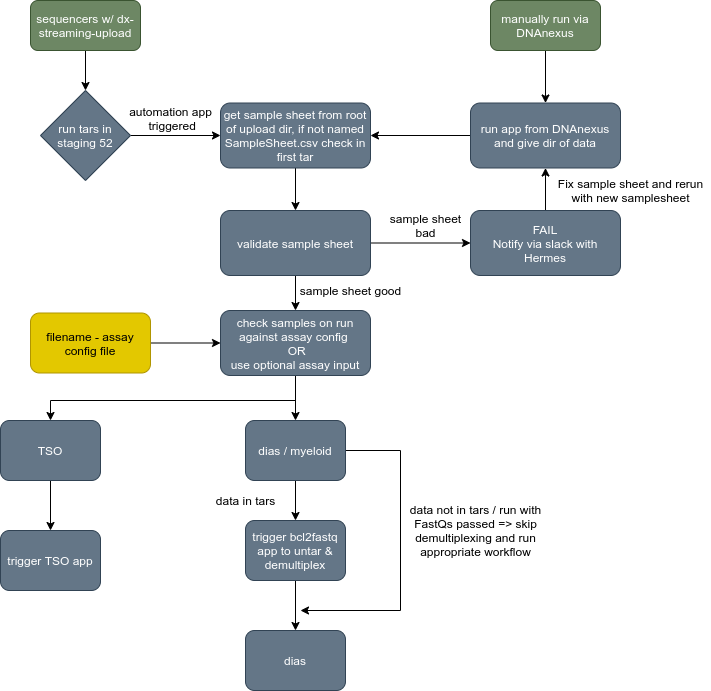 sequencers w/ dx-
streaming-upload
manually run via
DNAnexus
run tars in
staging 52
automation app
triggered
get sample sheet from root
of upload dir, if not named
SampleSheet.csv check in
first tar
run app from DNAnexus
and give dir of data
Fix sample sheet and rerun
with new samplesheet
validate sample sheet
sample sheet
bad
FAIL
Notify via slack with
Hermes
sample sheet good
filename - assay
config file
check samples on run
against assay config
OR
use optional assay input
TSO
dias / myeloid
data in tars
data not in tars / run with
FastQs passed => skip
demultiplexing and run
appropriate workflow
trigger TSO app
trigger bcl2fastq
app to untar &
demultiplex
dias